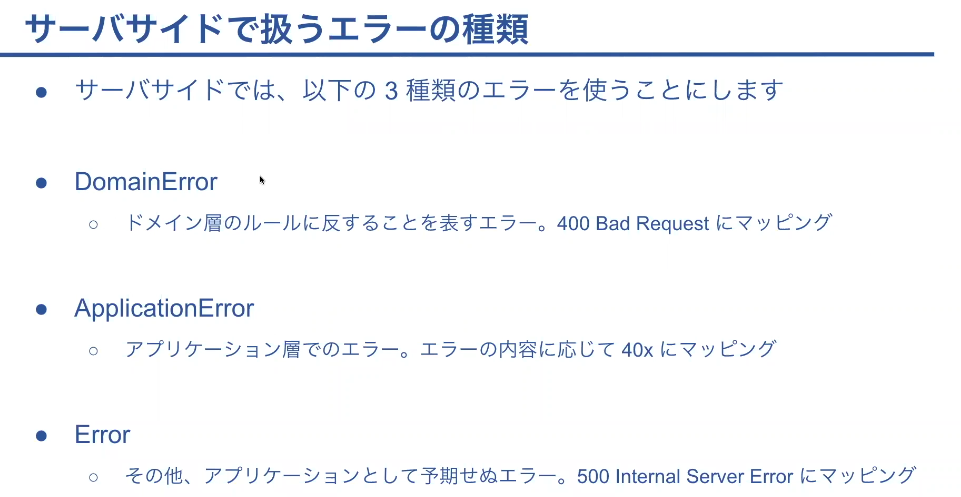 サーバサイドで扱うエラーの種類
● サーバサイドでは、以下の 3 種類のエラーを使うことにします
● DomainError
○ ドメイン層のルールに反することを表すエラー。400 Bad Request にマッピング
● ApplicationError
○ アプリケーション層でのエラー。エラーの内容に応じて 40x にマッピング
● Error
○ その他、アプリケーションとして予期せぬエラー。500 Internal Server Error にマッピング